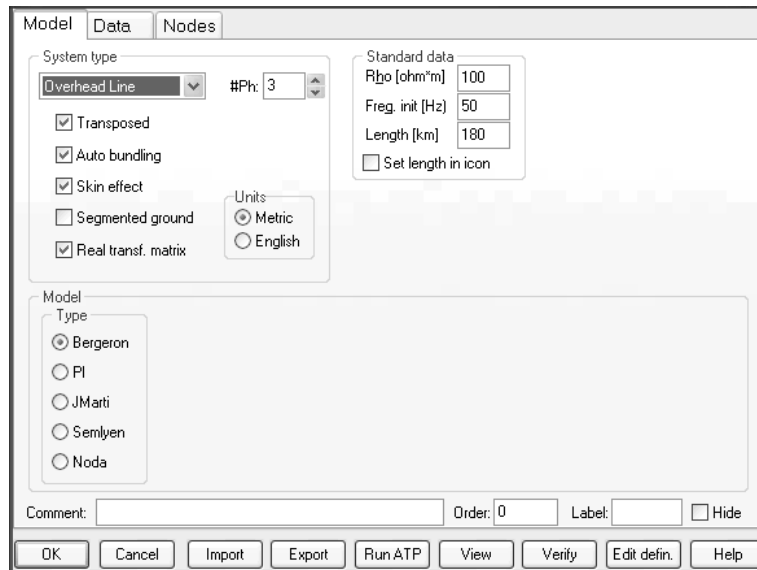 Model Data Nodes
System type
Overhead Line #Ph: 3
Transposed
Auto bundling
Skin effect
Segmented ground
Real transf. matrix
Units
Metric
English
Standard data
Rho [ohm*m] 100
Freq. init [Hz] 50
Length [km] 180
Set length in icon
Model
Type
Bergeron
PI
JMarti
Semlyen
Noda
Comment: Order: 0 Label: Hide
OK Cancel Import Export Run ATP View Verify Edit defin. Help